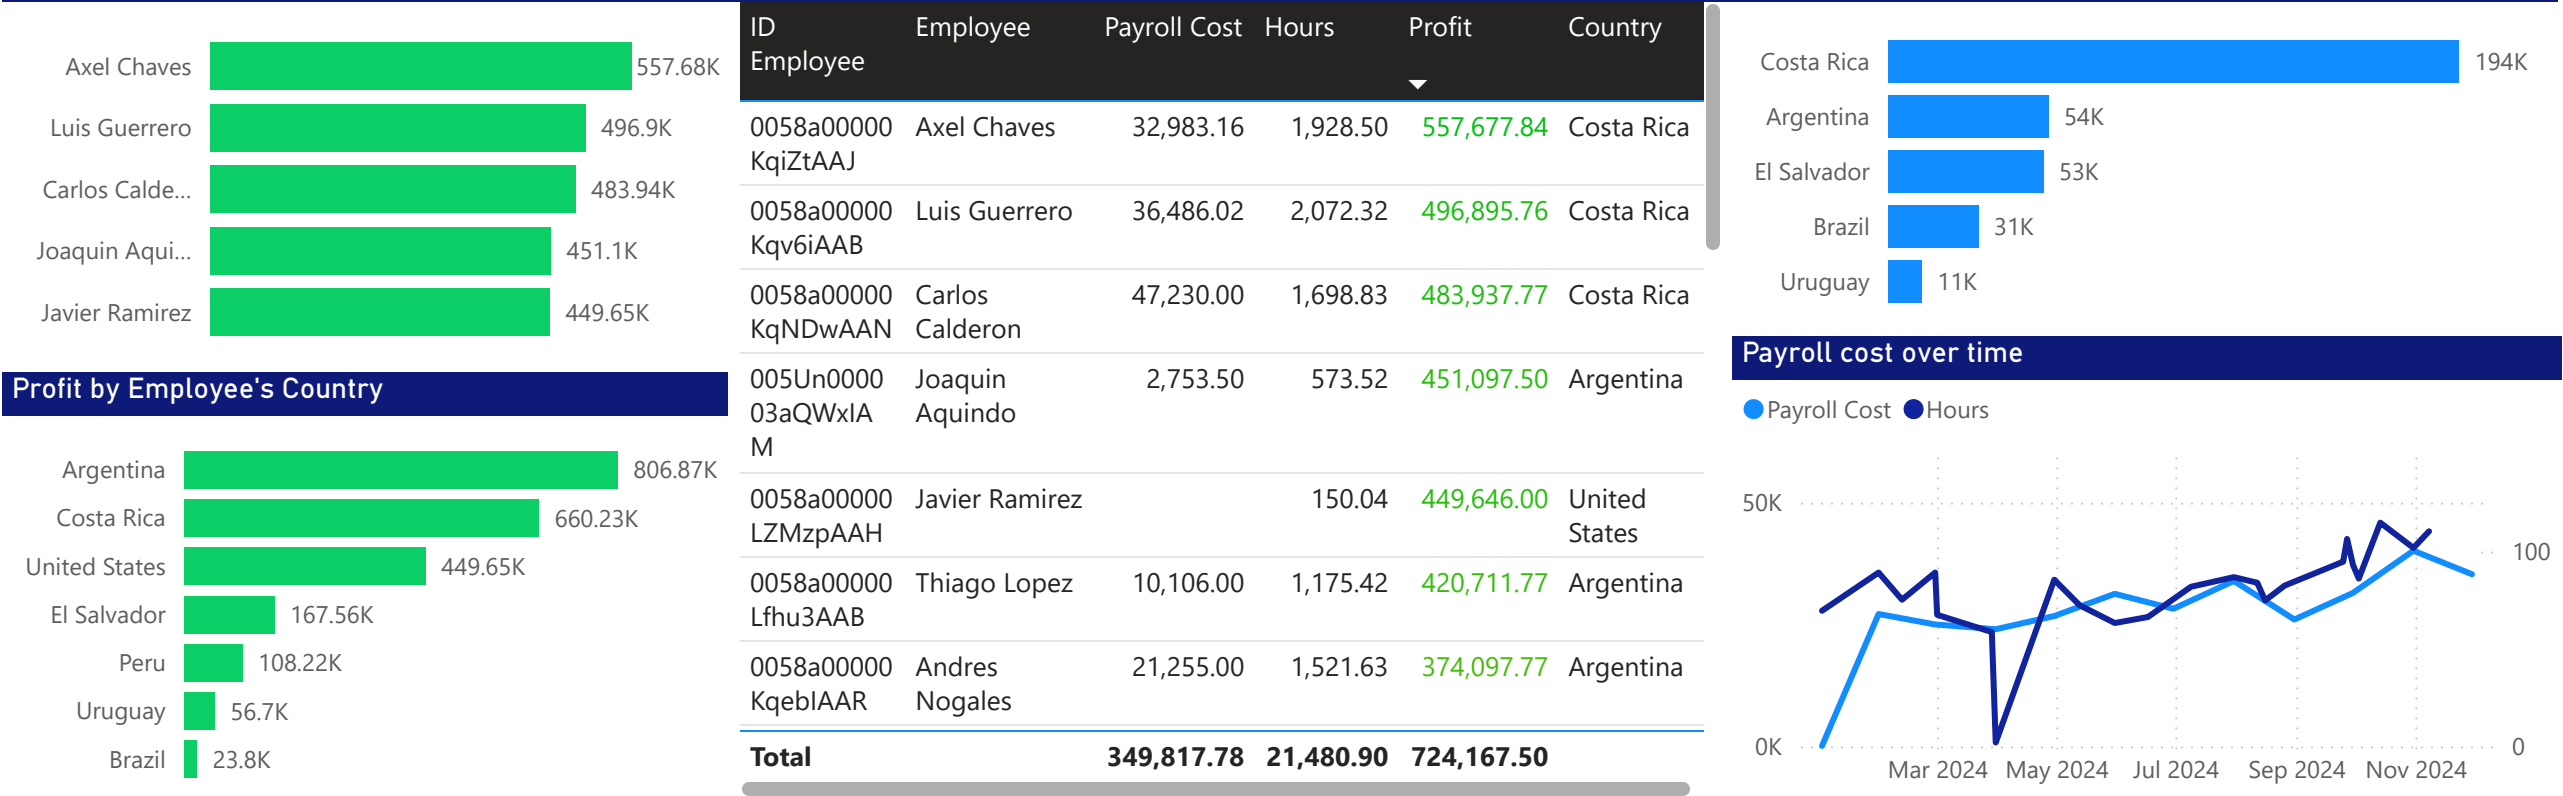 Axel Chaves 557.68K
Luis Guerrero 496.9K
Carlos Calde... 483.94K
Joaquin Aqui... 451.1K
Javier Ramirez 449.65K
Profit by Employee's Country
Argentina 806.87K
Costa Rica 660.23K
United States 449.65K
El Salvador 167.56K
Peru 108.22K
Uruguay 56.7K
Brazil 23.8K
ID Employee Payroll Cost Hours Profit Country
Employee
0058a00000 Axel Chaves 32,983.16 1,928.50 557,677.84 Costa Rica
KqiZtAAJ
0058a00000 Luis Guerrero 36,486.02 2,072.32 496,895.76 Costa Rica
Kqv6iAAB
0058a00000 Carlos 47,230.00 1,698.83 483,937.77 Costa Rica
KqNDwAAN Calderon
005Un0000 Joaquin 2,753.50 573.52 451,097.50 Argentina
03aQWxIA Aquindo
M
0058a00000 Javier Ramirez 150.04 449,646.00 United
LZMzpAAH States
0058a00000 Thiago Lopez 10,106.00 1,175.42 420,711.77 Argentina
Lfhu3AAB
0058a00000 Andres 21,255.00 1,521.63 374,097.77 Argentina
KqebIAAR Nogales
Total 349,817.78 21,480.90 724,167.50
Costa Rica 194K
Argentina 54K
El Salvador 53K
Brazil 31K
Uruguay 11K
Payroll cost over time
Payroll Cost Hours
50K
100
0K 0
Mar 2024 May 2024 Jul 2024 Sep 2024 Nov 2024